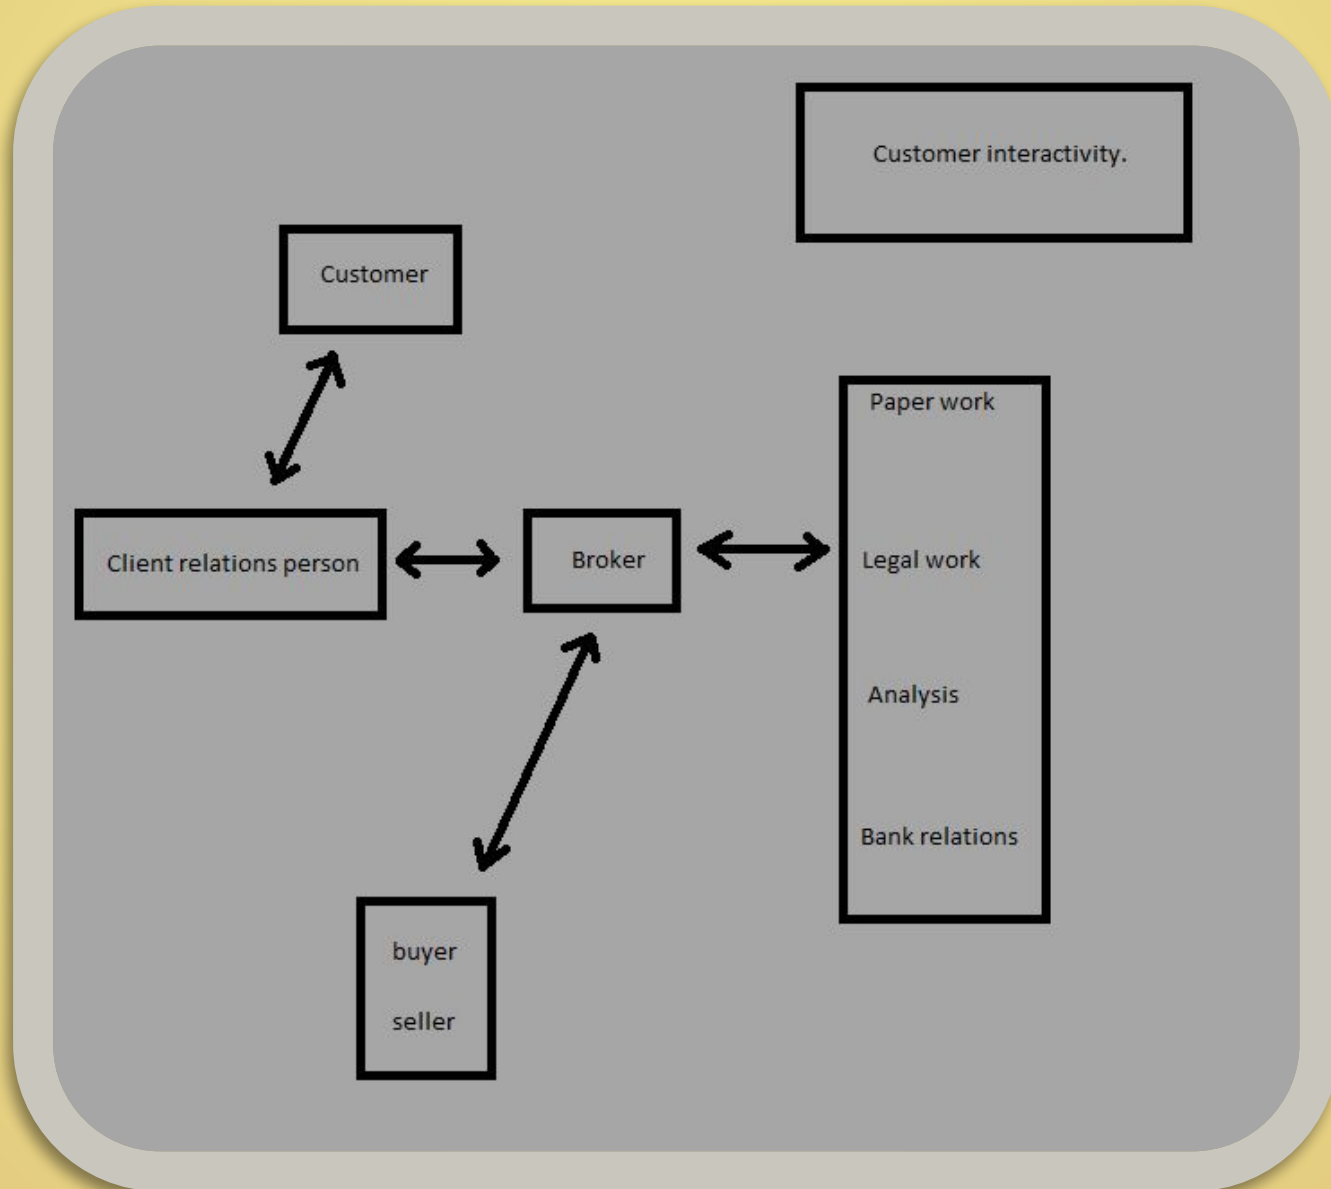 Customer interactivity.
Customer
Client relations person
Broker
Paper work
Legal work
Analysis
Bank relations
buyer
seller